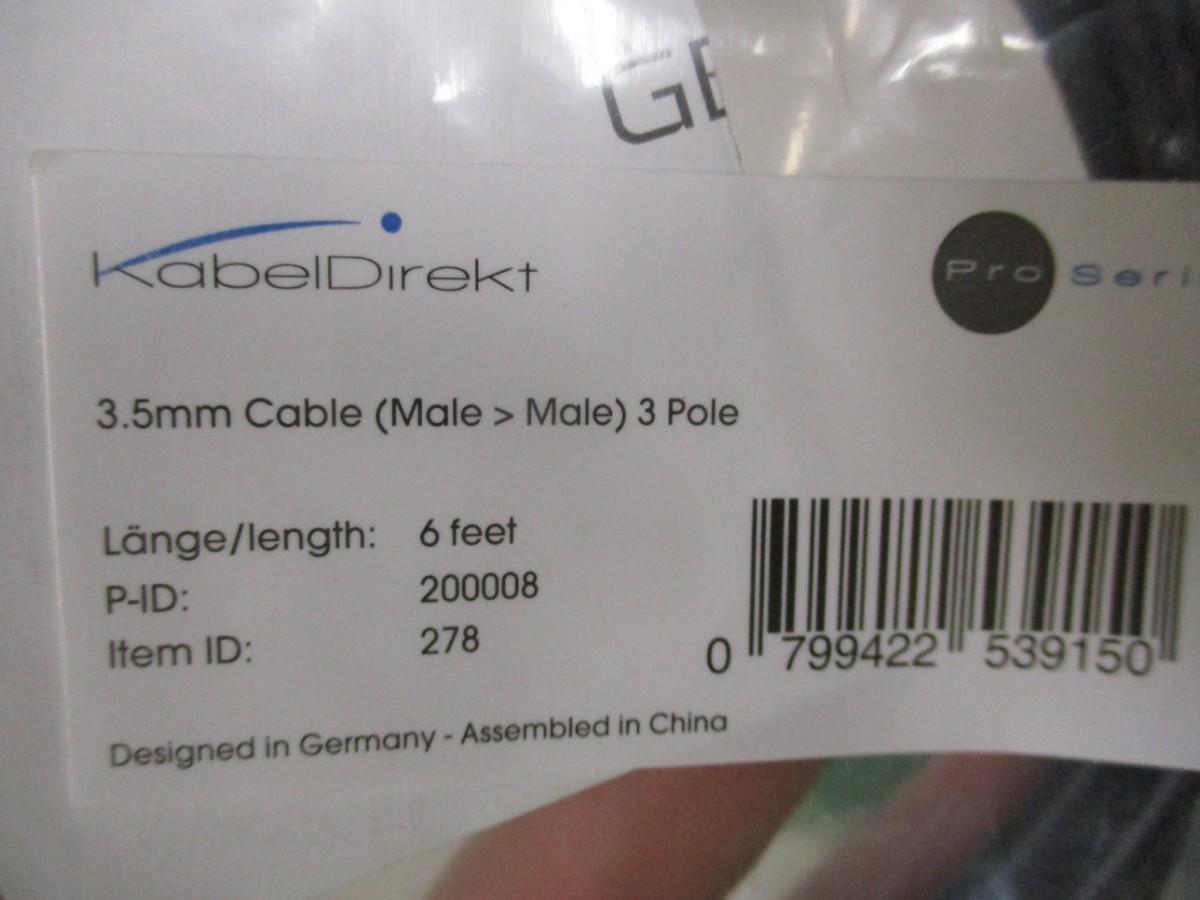 GE
KabelDirekt
Pro Seri
3.5mm Cable (Male > Male) 3 Pole
Länge/length: 6 feet
P-ID: 200008
Item ID: 278
0 799422 539150
Designed in Germany - Assembled in China